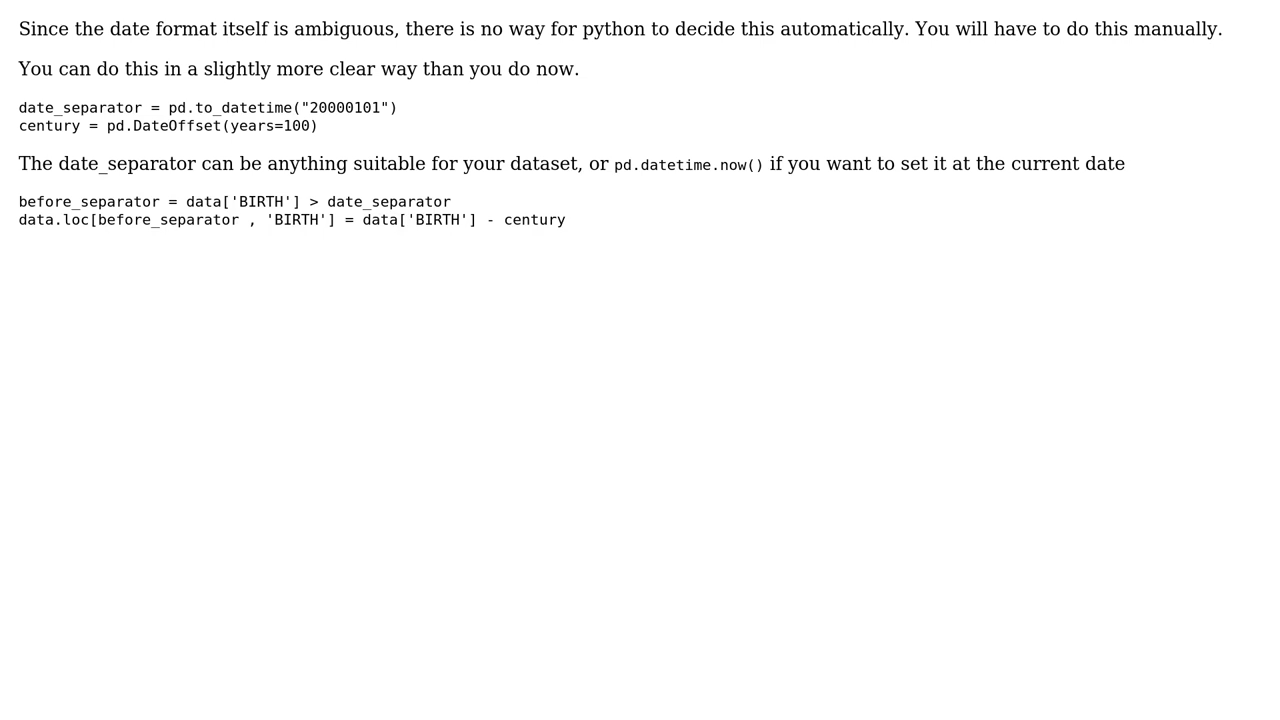 Since the date format itself is ambiguous, there is no way for python to decide this automatically. You will have to do this manually.
You can do this in a slightly more clear way than you do now.
date_separator = pd.to_datetime("20000101")
century = pd.DateOffset(years=100)
The date_separator can be anything suitable for your dataset, or pd.datetime.now() if you want to set it at the current date
before_separator = data['BIRTH'] > date_separator
data.loc[before_separator , 'BIRTH'] = data['BIRTH'] - century